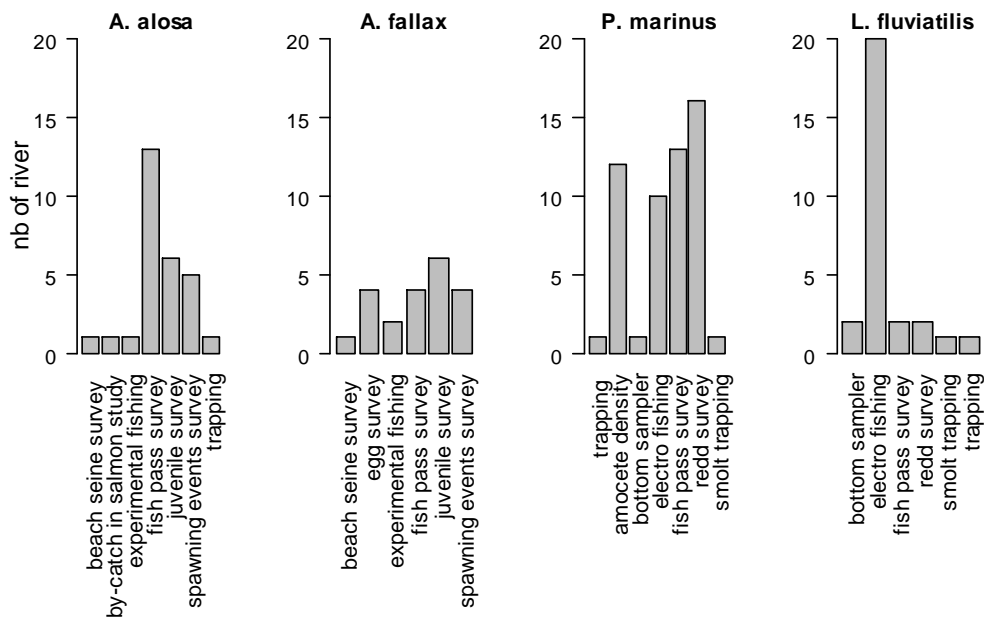 A. alosa
nb of river
20
15
10
5
0
beach seine survey
by-catch in salmon study
experimental fishing
fish pass survey
juvenile survey
spawning events survey
trapping
A. fallax
20
15
10
5
0
beach seine survey
egg survey
experimental fishing
fish pass survey
juvenile survey
spawning events survey
P. marinus
20
15
10
5
0
trapping
amocete density
bottom sampler
electro fishing
fish pass survey
redd survey
smolt trapping
L. fluviatilis
20
15
10
5
0
bottom sampler
electro fishing
fish pass survey
redd survey
smolt trapping
trapping